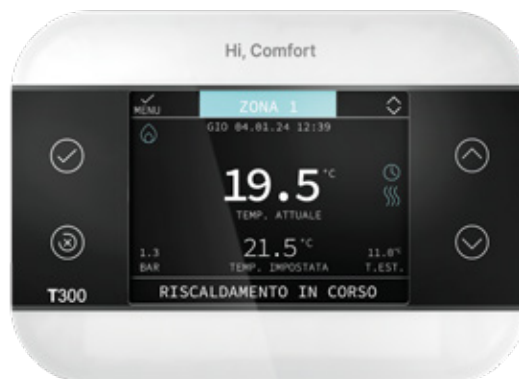 Hi, Comfort
MENU ZONA 1
GIO 04.01.24 12:39
19.5°C
TEMP. ATTUALE
1.3 21.5°C 11.0°C
BAR TEMP. IMPOSTATA T.EST.
T300 RISCALDAMENTO IN CORSO